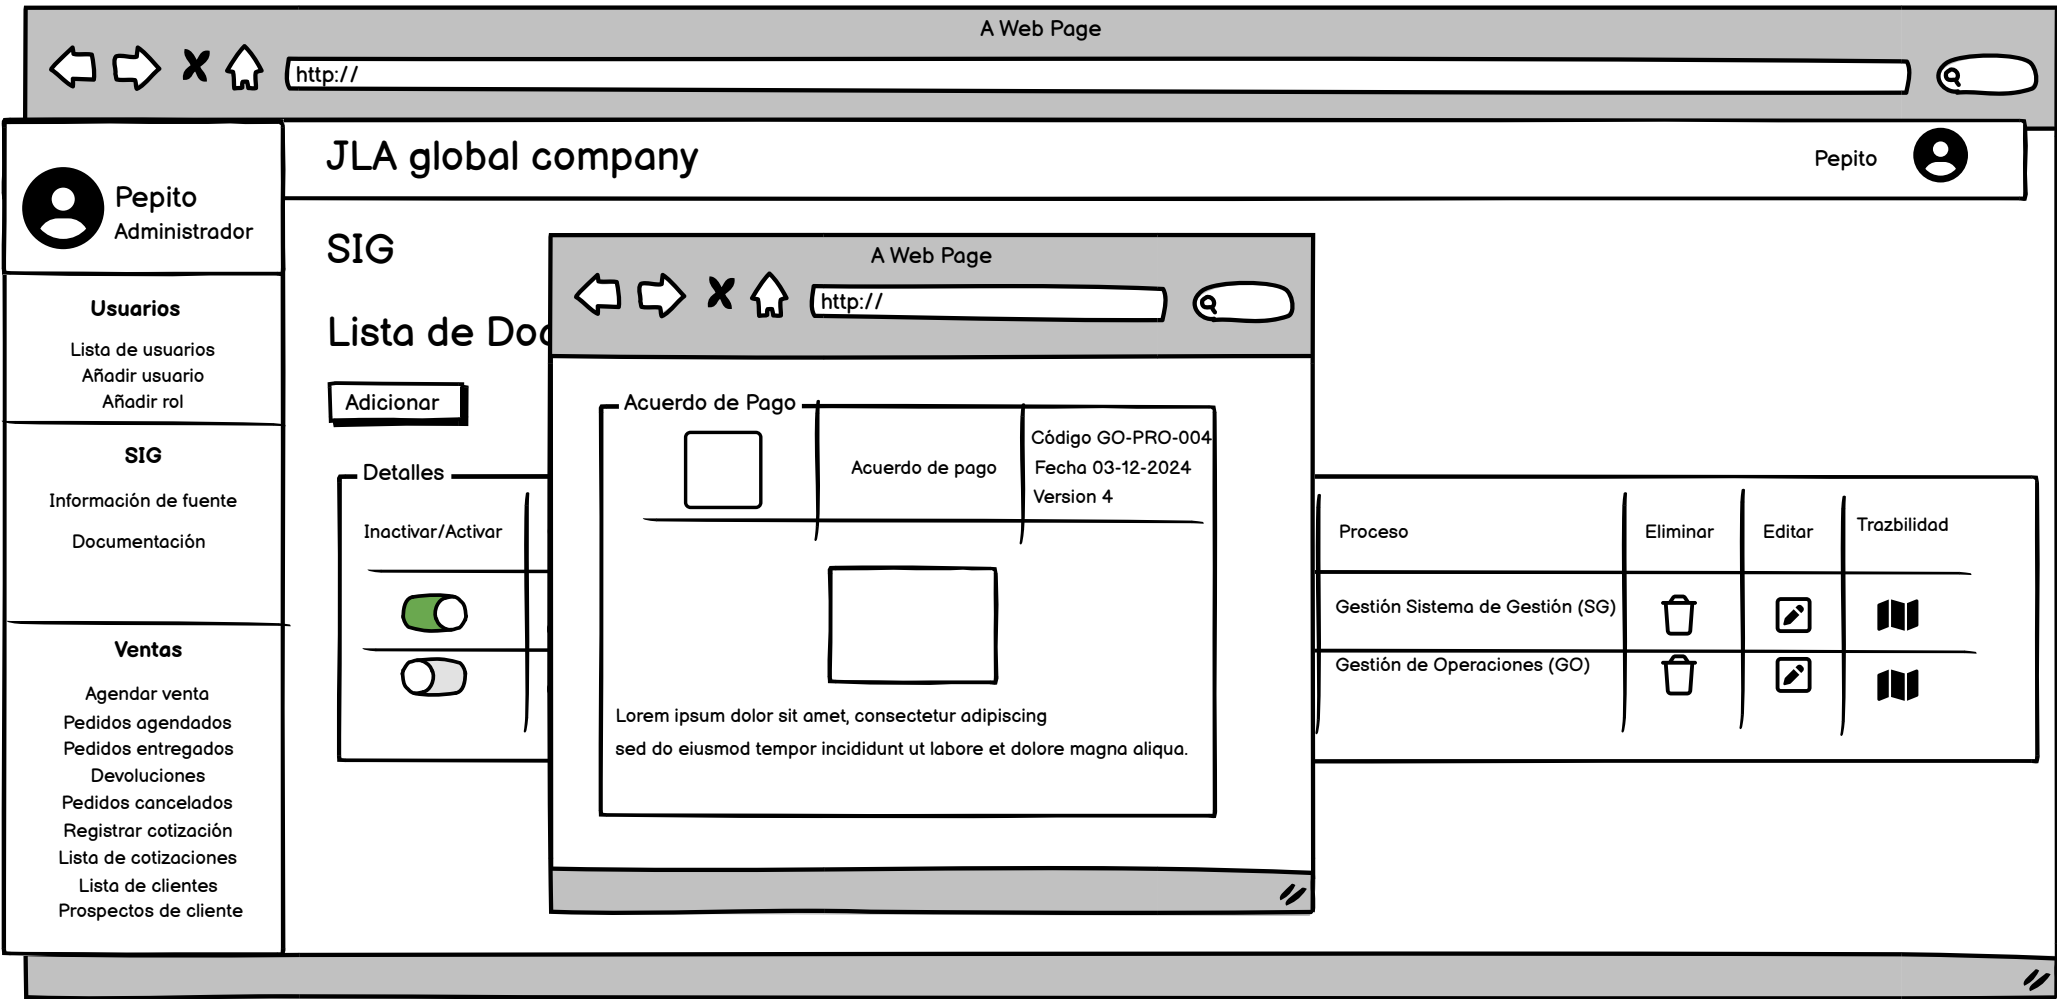 A Web Page
http://
JLA global company
Pepito
Pepito
Administrador
Usuarios
Lista de usuarios
Añadir usuario
Añadir rol
SIG
Información de fuente
Documentación
Ventas
Agendar venta
Pedidos agendados
Pedidos entregados
Devoluciones
Pedidos cancelados
Registrar cotización
Lista de cotizaciones
Lista de clientes
Prospectos de cliente
SIG
Lista de Doc
Adicionar
Detalles
Inactivar/Activar
Proceso
Eliminar
Editar
Trazbilidad
Gestión Sistema de Gestión (SG)
Gestión de Operaciones (GO)
A Web Page
http://
Acuerdo de Pago
Acuerdo de pago
Código GO-PRO-004
Fecha 03-12-2024
Version 4
Lorem ipsum dolor sit amet, consectetur adipiscing
sed do eiusmod tempor incididunt ut labore et dolore magna aliqua.